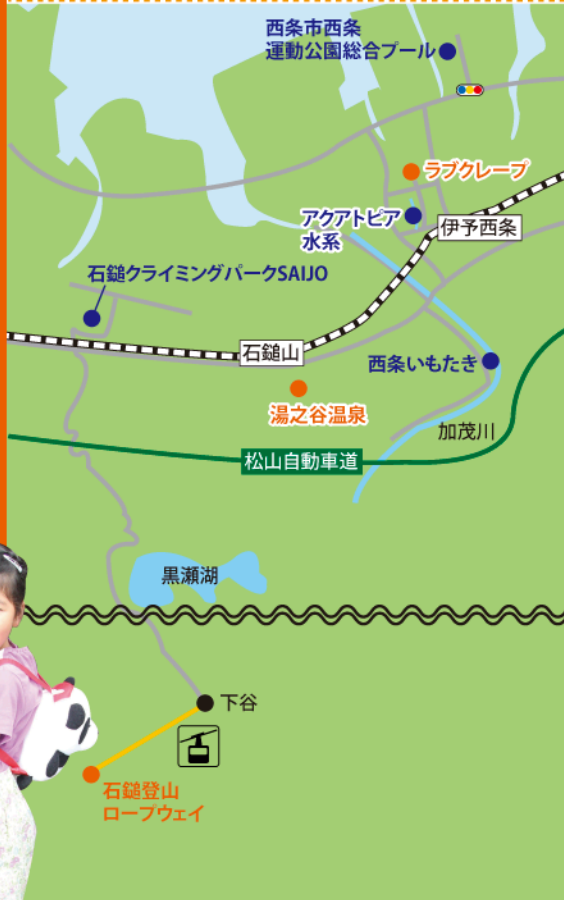 西条市西条
運動公園総合プール
ラブクレープ
アクアトピア
水系
伊予西条
石鎚クライミングパークSAIJO
石鎚山
西条いもたき
湯之谷温泉
加茂川
松山自動車道
黒瀬湖
下谷
石鎚登山
ロープウェイ